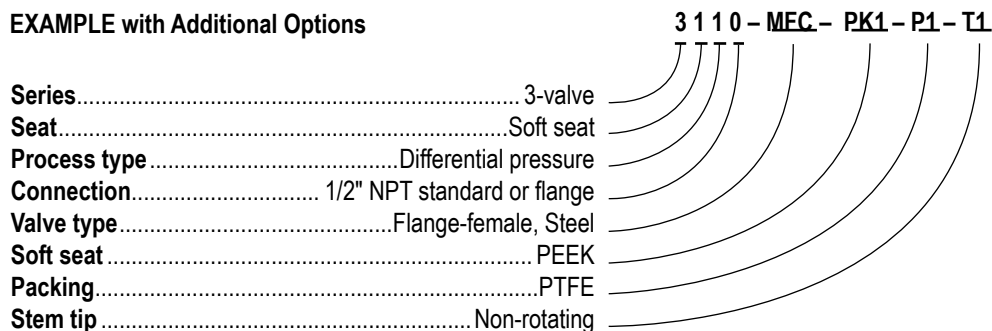 EXAMPLE with Additional Options 3 1 1 0 – MFC – PK1 – P1 – T1
Series........................................................................ 3-valve
Seat.....................................................................Soft seat
Process type......................................Differential pressure
Connection............................ 1/2" NPT standard or flange
Valve type..........................................Flange-female, Steel
Soft seat................................................................. PEEK
Packing....................................................................PTFE
Stem tip......................................................... Non-rotating